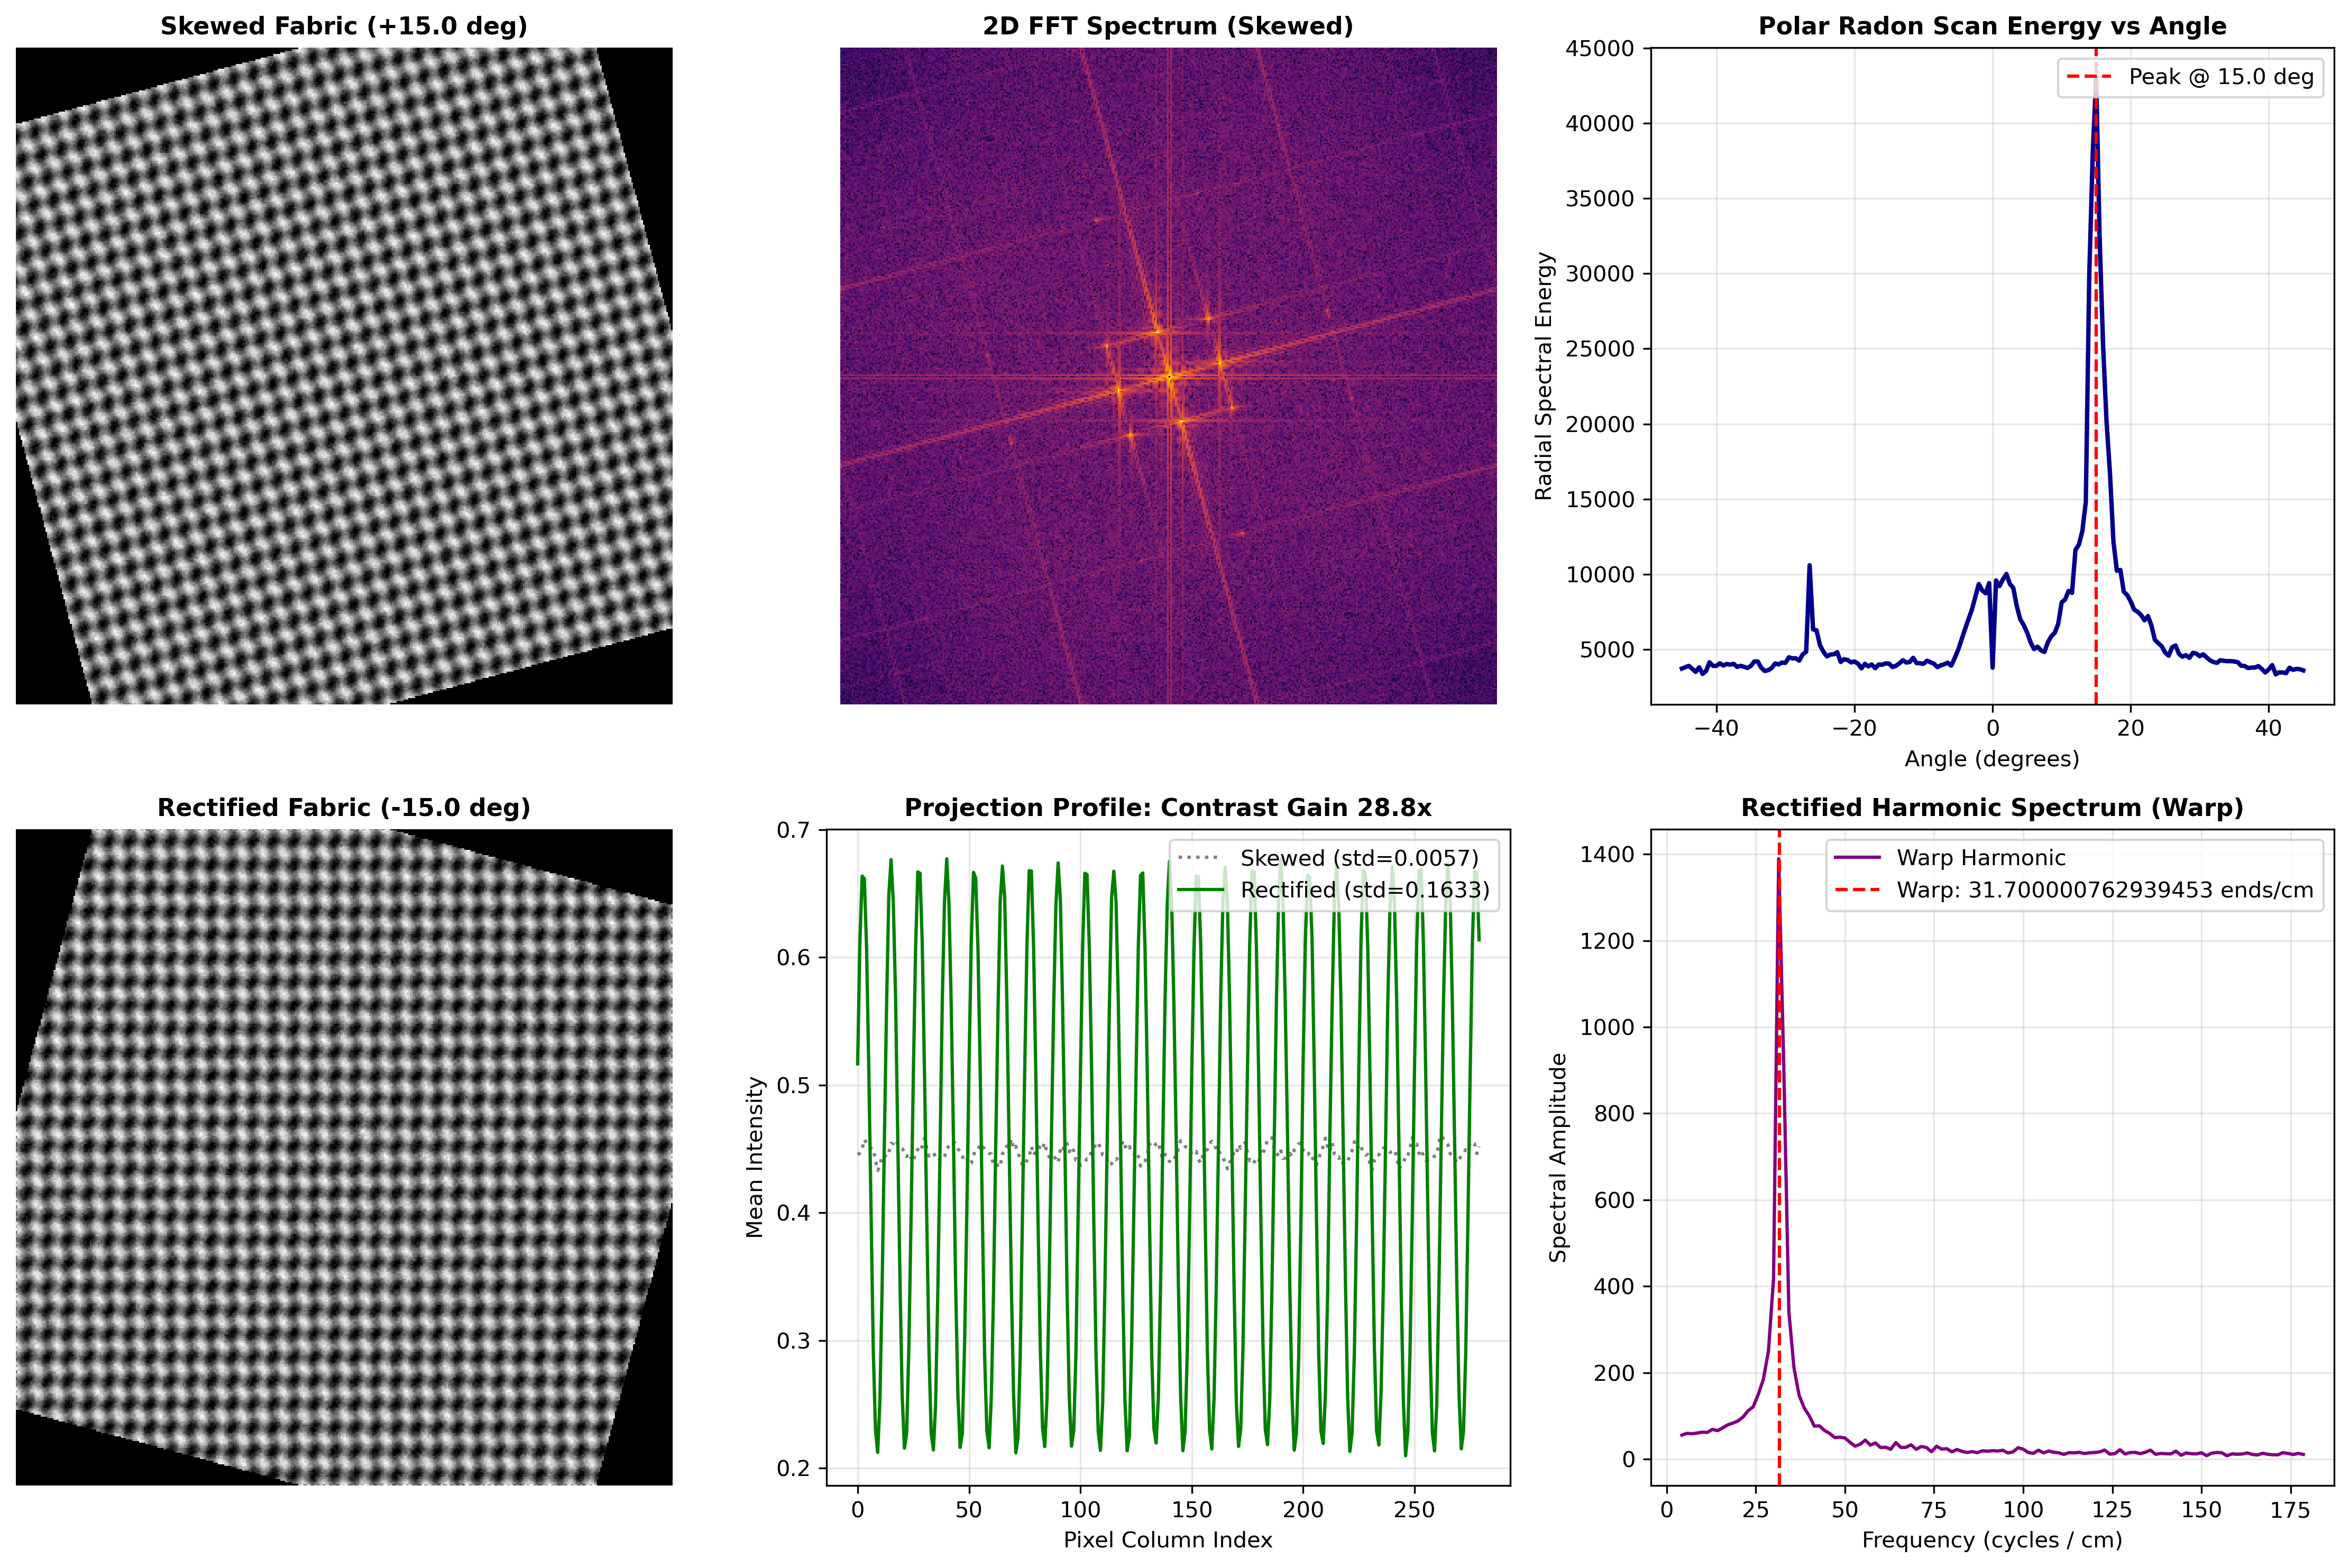 Skewed Fabric (+15.0 deg)
2D FFT Spectrum (Skewed)
Polar Radon Scan Energy vs Angle
Peak @ 15.0 deg
Radial Spectral Energy
45000
40000
35000
30000
25000
20000
15000
10000
5000
−40
−20
0
20
40
Angle (degrees)
Rectified Fabric (-15.0 deg)
Projection Profile: Contrast Gain 28.8x
Skewed (std=0.0057)
Rectified (std=0.1633)
Mean Intensity
0.7
0.6
0.5
0.4
0.3
0.2
0
50
100
150
200
250
Pixel Column Index
Rectified Harmonic Spectrum (Warp)
Warp Harmonic
Warp: 31.700000762939453 ends/cm
Spectral Amplitude
1400
1200
1000
800
600
400
200
0
0
25
50
75
100
125
150
175
Frequency (cycles / cm)